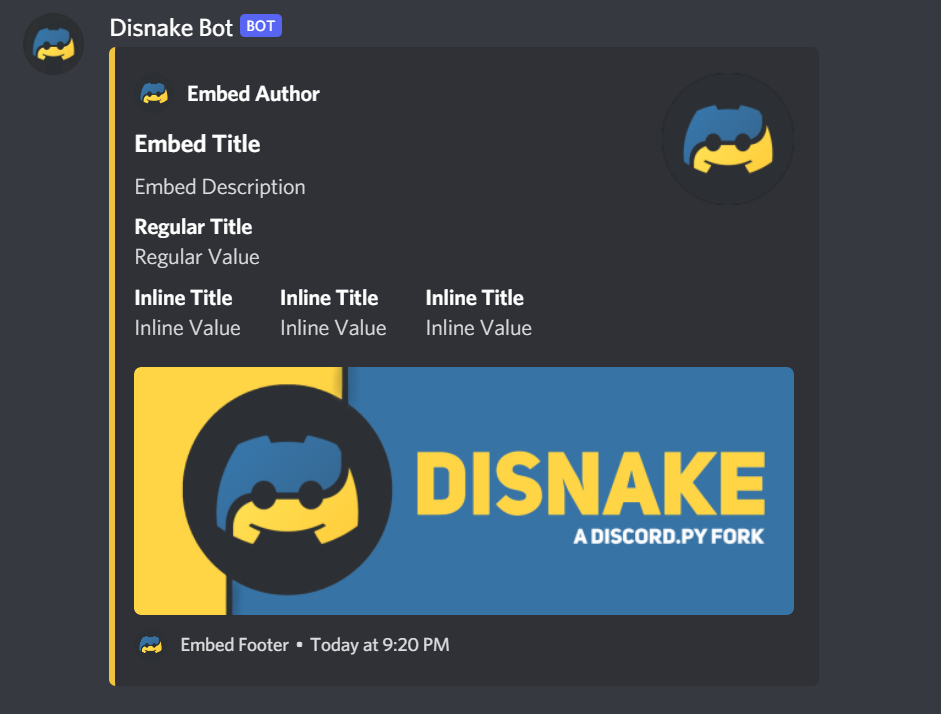 Disnake Bot BOT
Embed Author
Embed Title
Embed Description
Regular Title
Regular Value
Inline Title Inline Title Inline Title
Inline Value Inline Value Inline Value
DISNAKE
A DISCORD.PY FORK
Embed Footer • Today at 9:20 PM